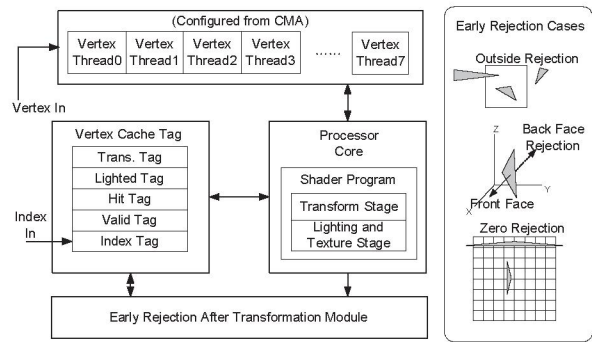 (Configured from CMA)
Vertex Thread0
Vertex Thread1
Vertex Thread2
Vertex Thread3
......
Vertex Thread7
Vertex In
Vertex Cache Tag
Trans. Tag
Lighted Tag
Hit Tag
Valid Tag
Index Tag
Index
In
Processor
Core
Shader Program
Transform Stage
Lighting and
Texture Stage
Early Rejection After Transformation Module
Early Rejection Cases
Outside Rejection
Z
Back Face
Rejection
Y
Front Face
X
Zero Rejection